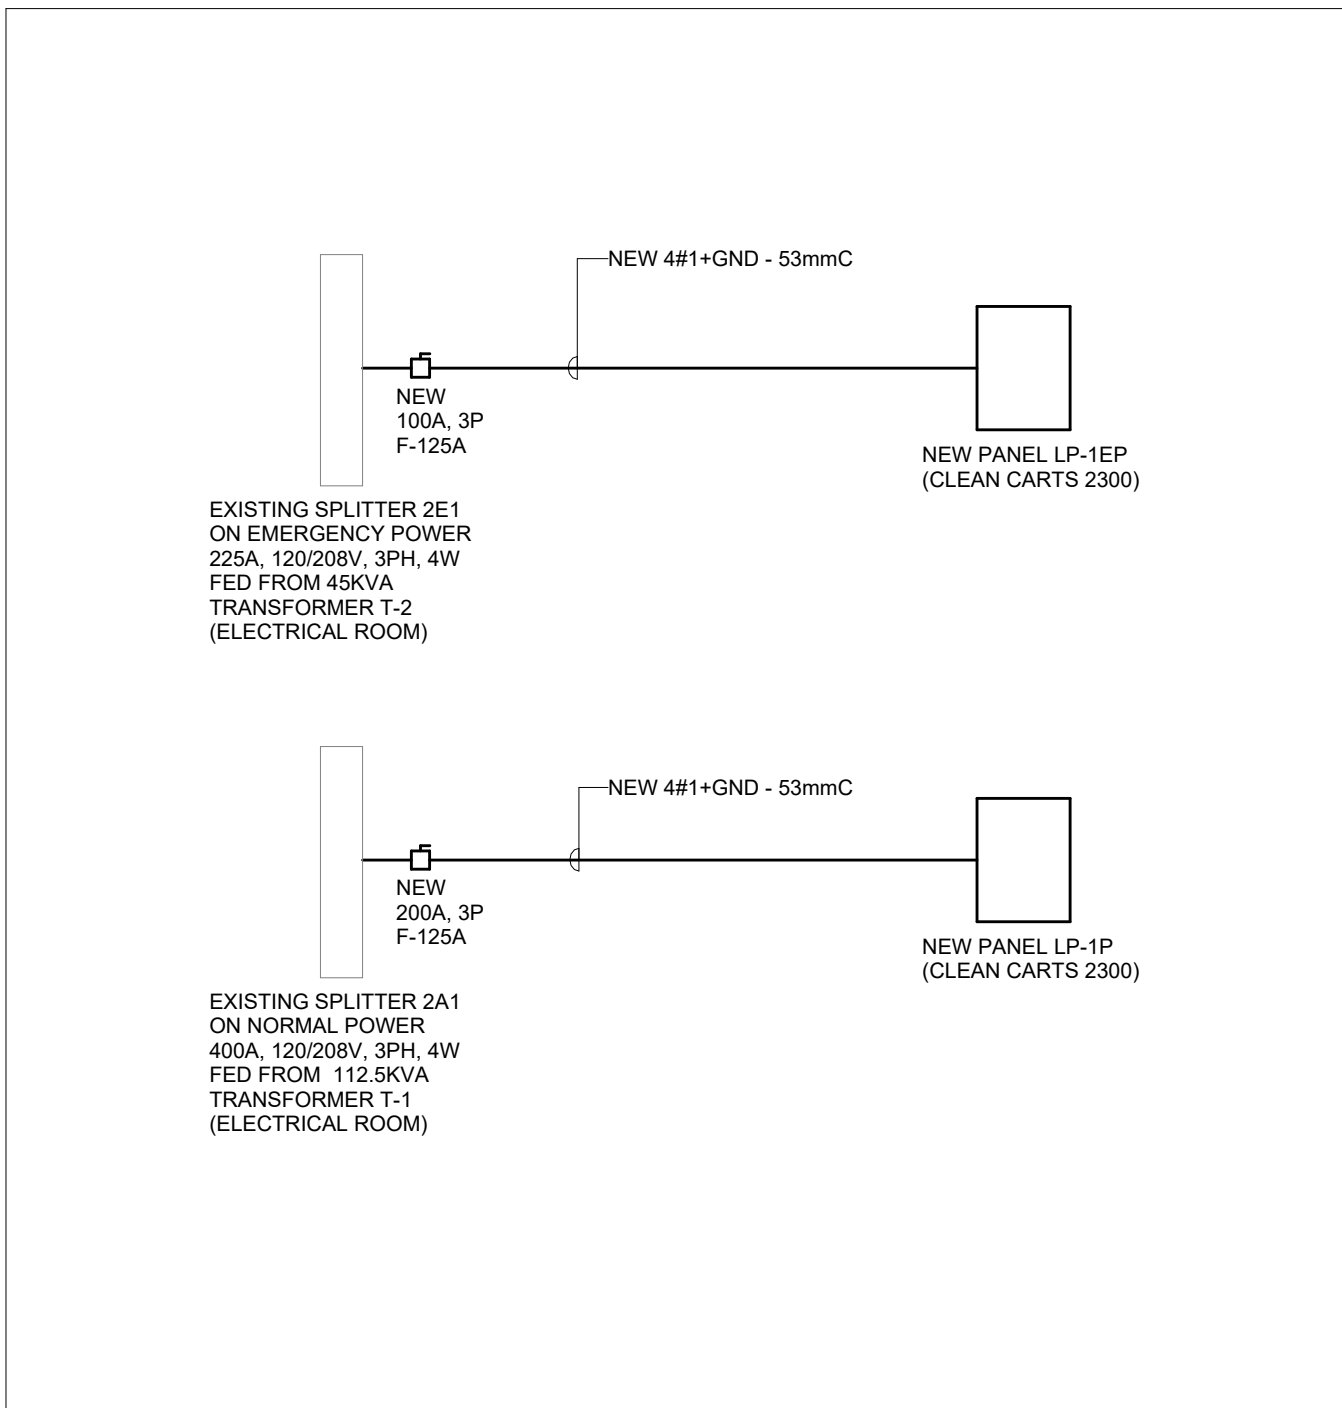 NEW 4#1+GND - 53mmC
NEW
100A, 3P
F-125A
NEW PANEL LP-1EP
(CLEAN CARTS 2300)
EXISTING SPLITTER 2E1
ON EMERGENCY POWER
225A, 120/208V, 3PH, 4W
FED FROM 45KVA
TRANSFORMER T-2
(ELECTRICAL ROOM)
NEW 4#1+GND - 53mmC
NEW
200A, 3P
F-125A
NEW PANEL LP-1P
(CLEAN CARTS 2300)
EXISTING SPLITTER 2A1
ON NORMAL POWER
400A, 120/208V, 3PH, 4W
FED FROM  112.5KVA
TRANSFORMER T-1
(ELECTRICAL ROOM)